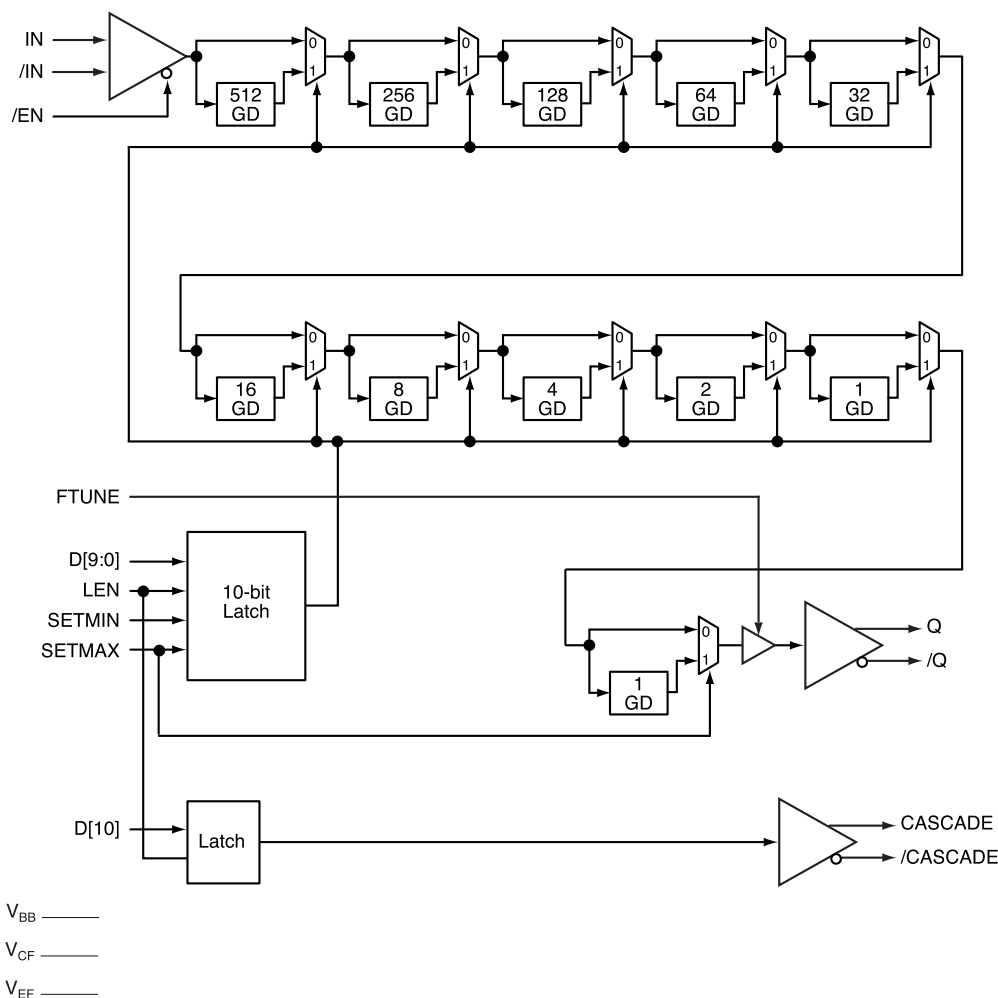 IN
/IN
/EN
0 0 0 0 0
1 1 1 1 1
512 256 128 64 32
GD GD GD GD GD
0 0 0 0 0
1 1 1 1 1
16 8 4 2 1
GD GD GD GD GD
FTUNE
D[9:0]
LEN
SETMIN
SETMAX
10-bit
Latch
0
1
1
GD
Q
/Q
D[10]
Latch
CASCADE
/CASCADE
VBB
VCF
VEF